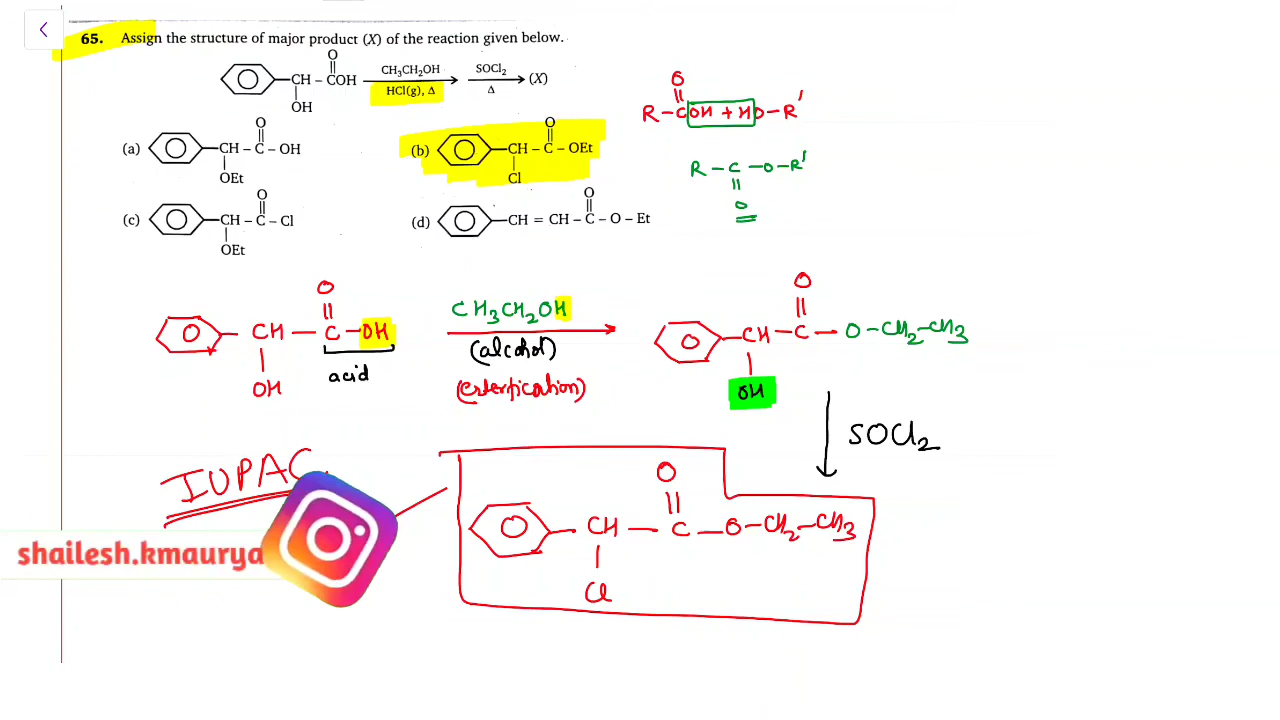 65. Assign the structure of major product (X) of the reaction given below.
O
CH – COH CH₃CH₂OH HCl(g), Δ SOCl₂ Δ (X)
OH
(a) CH – C – OH
O
OEt
(b) CH – C – OEt
O
Cl
(c) CH – C – Cl
O
OEt
(d) CH = CH – C – O – Et
O
O
R – C OH + H O – R'
R – C – O – R'
O
O
CH – C – OH
OH
acid
CH₃CH₂OH
(alcohol)
(esterification)
O
CH – C – O – CH₂ – CH₃
OH
SOCl₂
IUPAC
O
CH – C – O – CH₂ – CH₃
Cl
shailesh.kmaurya